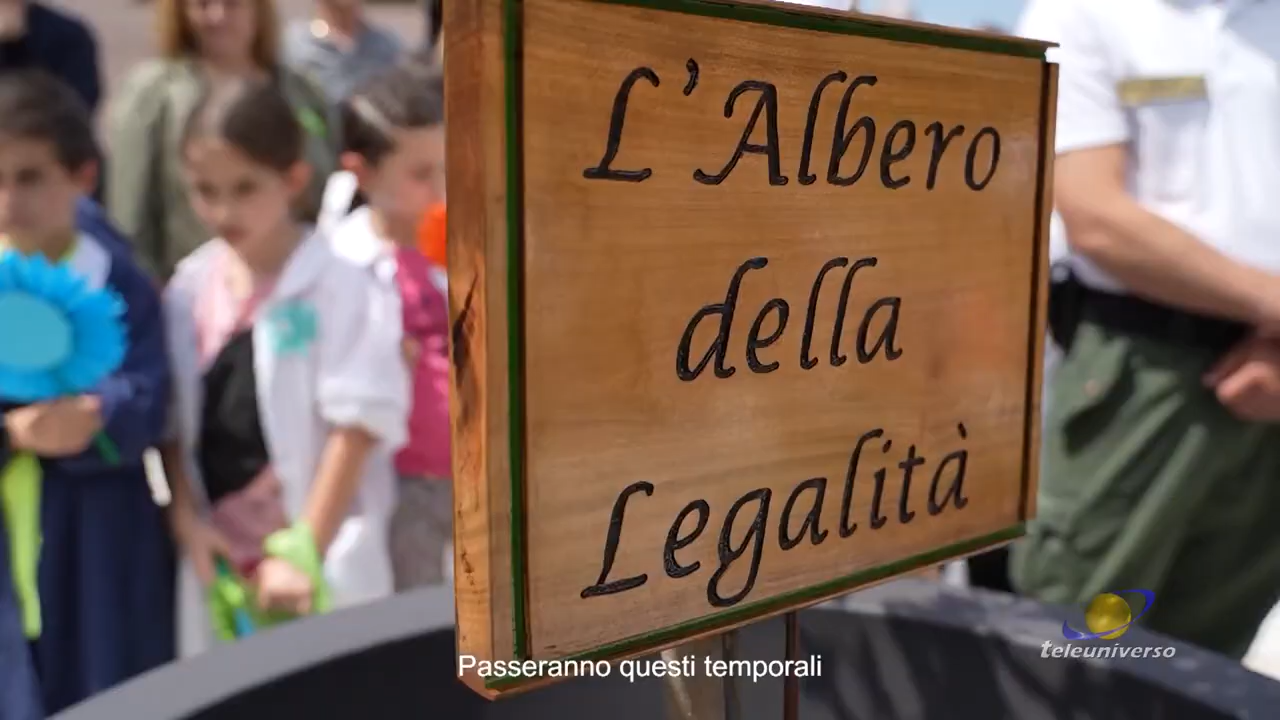 L'Albero
della
Legalità
teleuniverso
Passeranno questi temporali